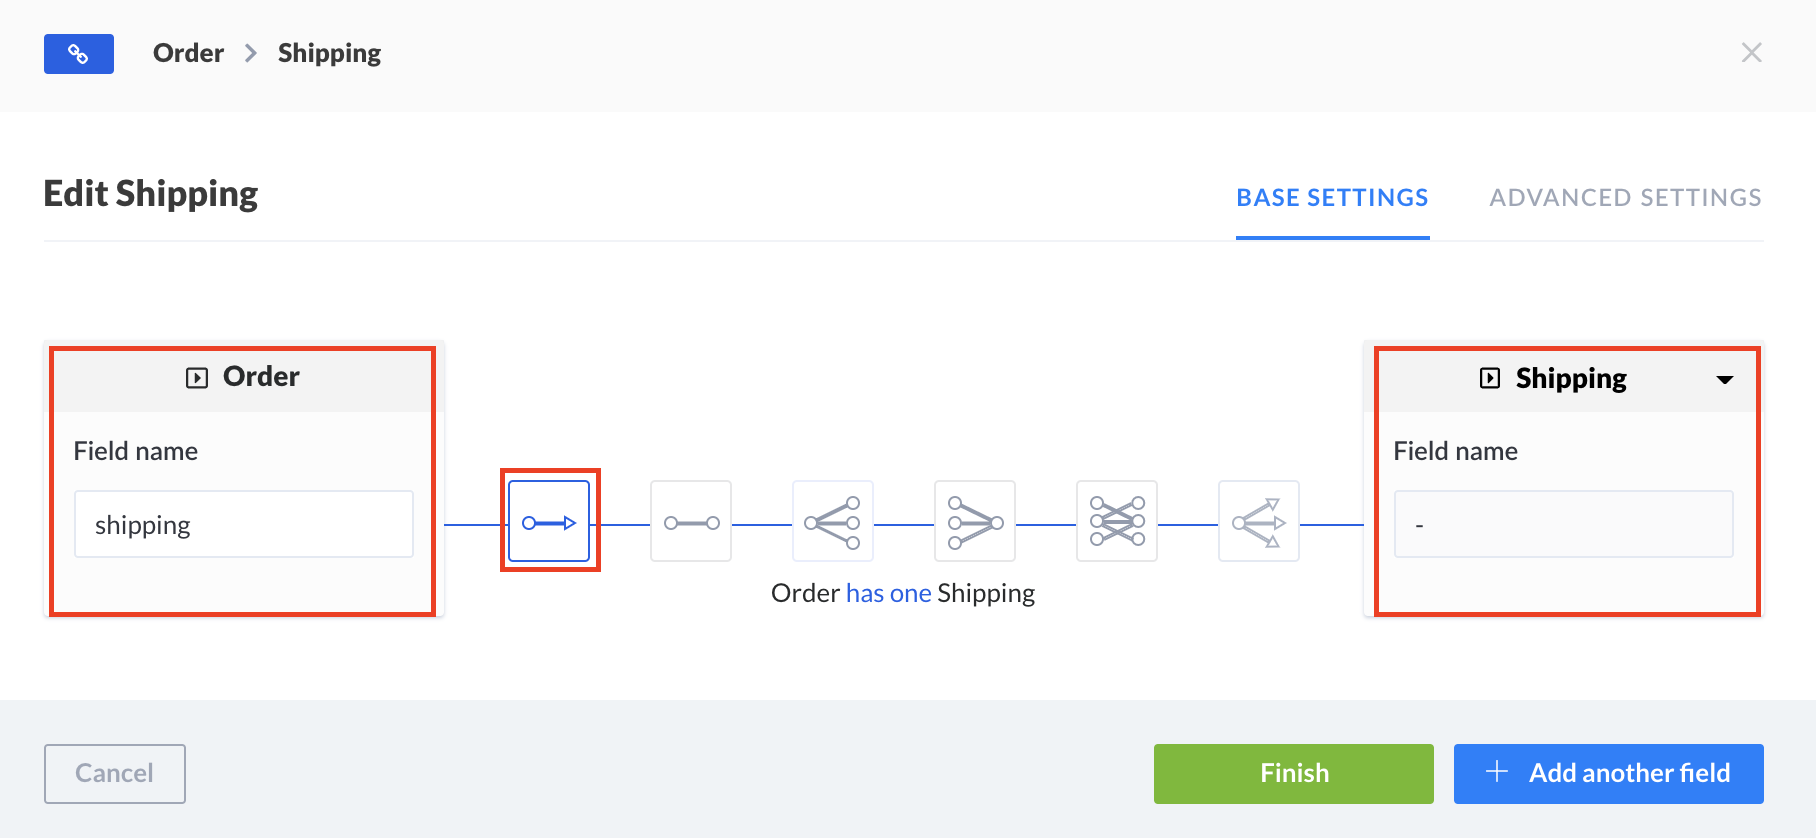 Order > Shipping
Edit Shipping
BASE SETTINGS
ADVANCED SETTINGS
Order
Field name
shipping
Order has one Shipping
Shipping
Field name
-
Cancel
Finish
+ Add another field